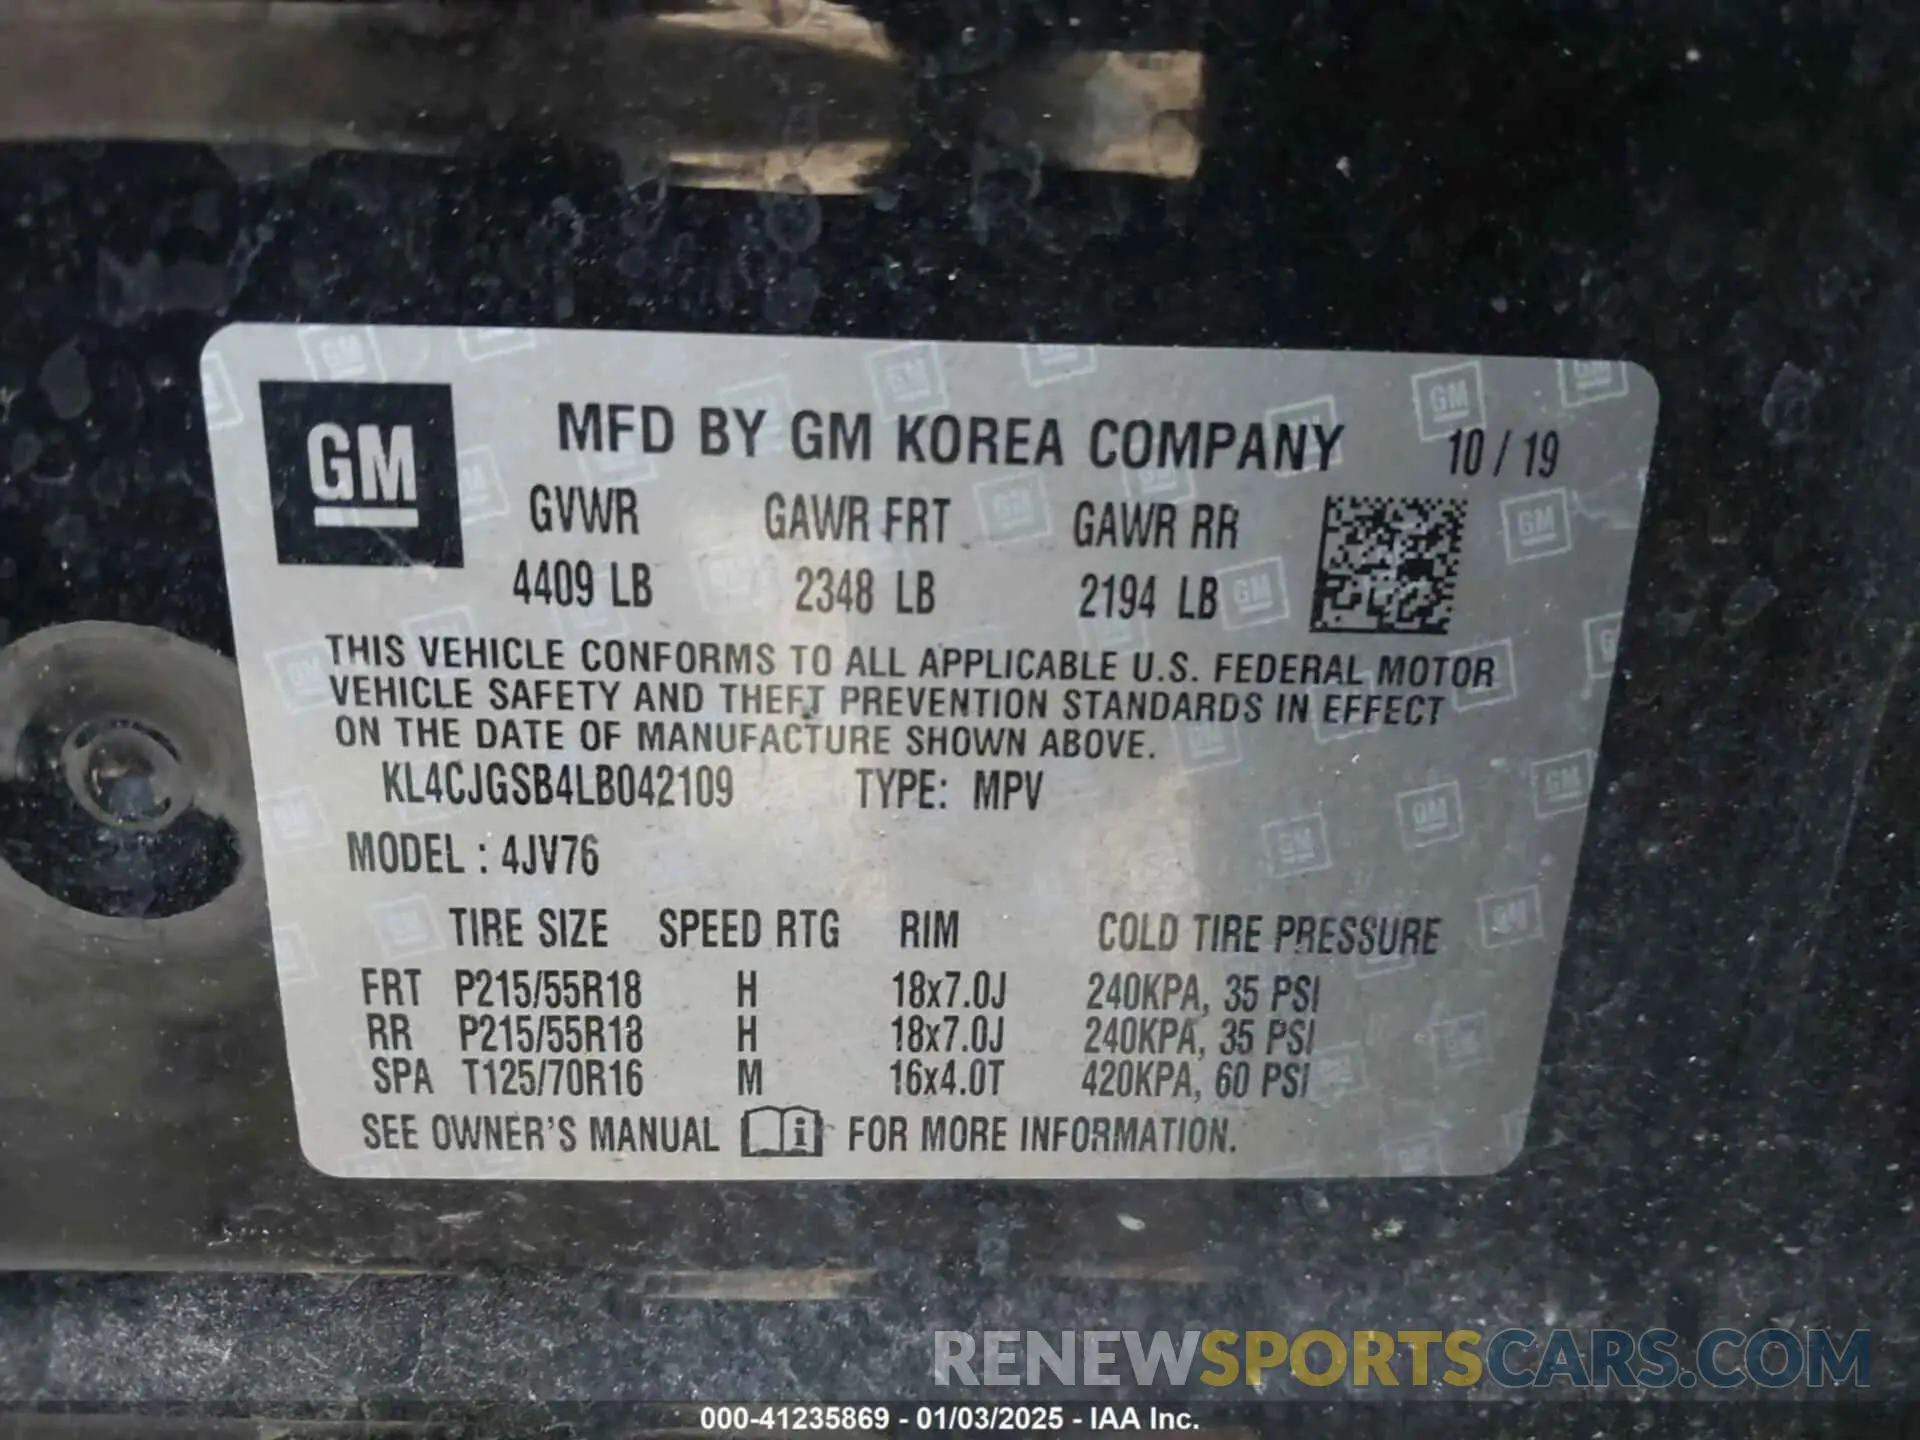 GM
MFD BY GM KOREA COMPANY 10 / 19
GVWR GAWR FRT GAWR RR
4409 LB 2348 LB 2194 LB
THIS VEHICLE CONFORMS TO ALL APPLICABLE U.S. FEDERAL MOTOR
VEHICLE SAFETY AND THEFT PREVENTION STANDARDS IN EFFECT
ON THE DATE OF MANUFACTURE SHOWN ABOVE.
KL4CJGSB4LB042109 TYPE: MPV
MODEL : 4JV76
TIRE SIZE SPEED RTG RIM COLD TIRE PRESSURE
FRT P215/55R18 H 18x7.0J 240KPA, 35 PSI
RR P215/55R18 H 18x7.0J 240KPA, 35 PSI
SPA T125/70R16 M 16x4.0T 420KPA, 60 PSI
SEE OWNER'S MANUAL i FOR MORE INFORMATION.
RENEWSPORTSCARS.COM
000-41235869 - 01/03/2025 - IAA Inc.